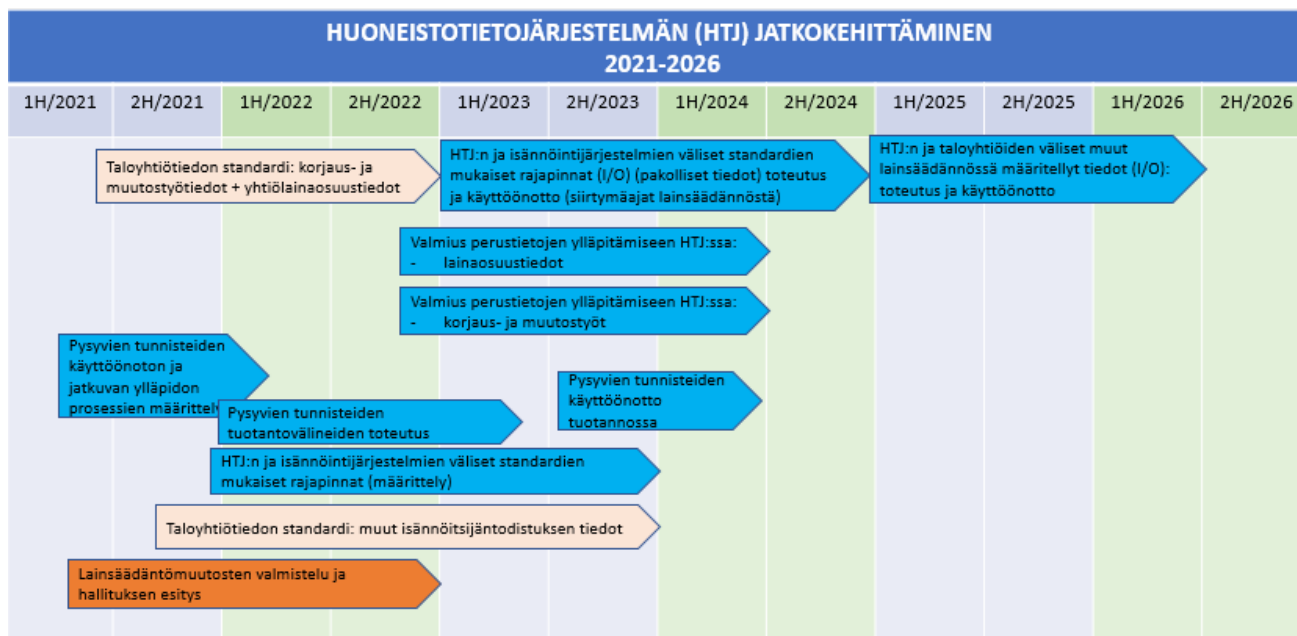 HUONEISTOTIETOJÄRJESTELMÄN (HTJ) JATKOKEHITTÄMINEN
2021-2026
1H/2021 2H/2021 1H/2022 2H/2022 1H/2023 2H/2023 1H/2024 2H/2024 1H/2025 2H/2025 1H/2026 2H/2026
Taloyhtiötiedon standardi: korjaus- ja
muutostyötiedot + yhtiölainaosuustiedot
HTJ:n ja isännöintijärjestelmien väliset standardien
mukaiset rajapinnat (I/O) (pakolliset tiedot) toteutus
ja käyttöönotto (siirtymäajat lainsäädännöstä)
HTJ:n ja taloyhtiöiden väliset muut
lainsäädännössä määritellyt tiedot (I/O):
toteutus ja käyttöönotto
Valmius perustietojen ylläpitämiseen HTJ:ssa:
- lainaosuustiedot
Valmius perustietojen ylläpitämiseen HTJ:ssa:
- korjaus- ja muutostyöt
Pysyvien tunnisteiden
käyttöönoton ja
jatkuvan ylläpidon
prosessien määrittely
Pysyvien tunnisteiden
tuotantovälineiden toteutus
Pysyvien tunnisteiden
käyttöönotto
tuotannossa
HTJ:n ja isännöintijärjestelmien väliset standardien
mukaiset rajapinnat (määrittely)
Taloyhtiötiedon standardi: muut isännöitsijäntodistuksen tiedot
Lainsäädäntömuutosten valmistelu ja
hallituksen esitys